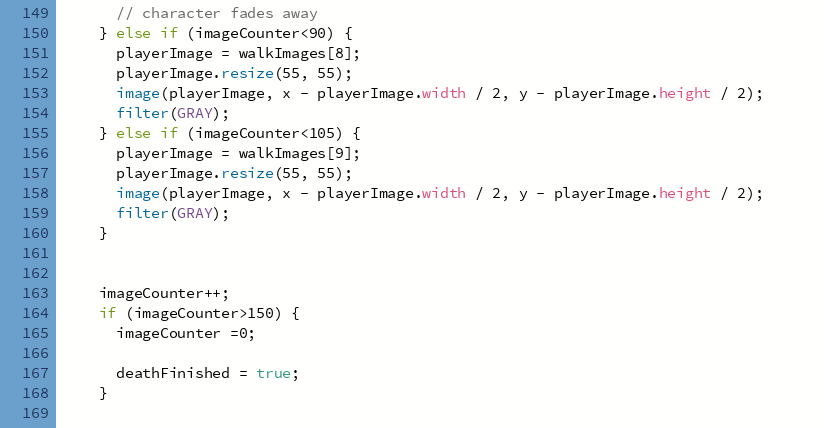 149 // character fades away
150 } else if (imageCounter<90) {
151 playerImage = walkImages[8];
152 playerImage.resize(55, 55);
153 image(playerImage, x - playerImage.width / 2, y - playerImage.height / 2);
154 filter(GRAY);
155 } else if (imageCounter<105) {
156 playerImage = walkImages[9];
157 playerImage.resize(55, 55);
158 image(playerImage, x - playerImage.width / 2, y - playerImage.height / 2);
159 filter(GRAY);
160 }
161
162
163 imageCounter++;
164 if (imageCounter>150) {
165 imageCounter =0;
166
167 deathFinished = true;
168 }
169